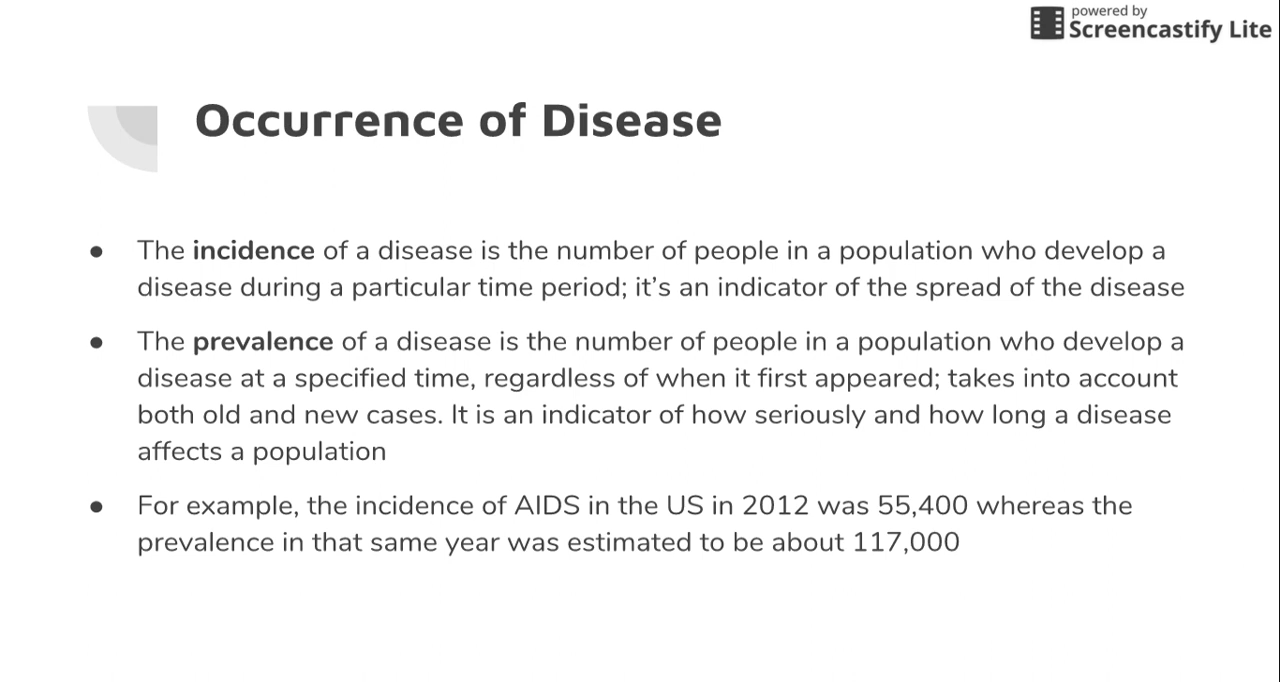 powered by
Screencastify Lite
Occurrence of Disease
● The incidence of a disease is the number of people in a population who develop a
disease during a particular time period; it’s an indicator of the spread of the disease
● The prevalence of a disease is the number of people in a population who develop a
disease at a specified time, regardless of when it first appeared; takes into account
both old and new cases. It is an indicator of how seriously and how long a disease
affects a population
● For example, the incidence of AIDS in the US in 2012 was 55,400 whereas the
prevalence in that same year was estimated to be about 117,000